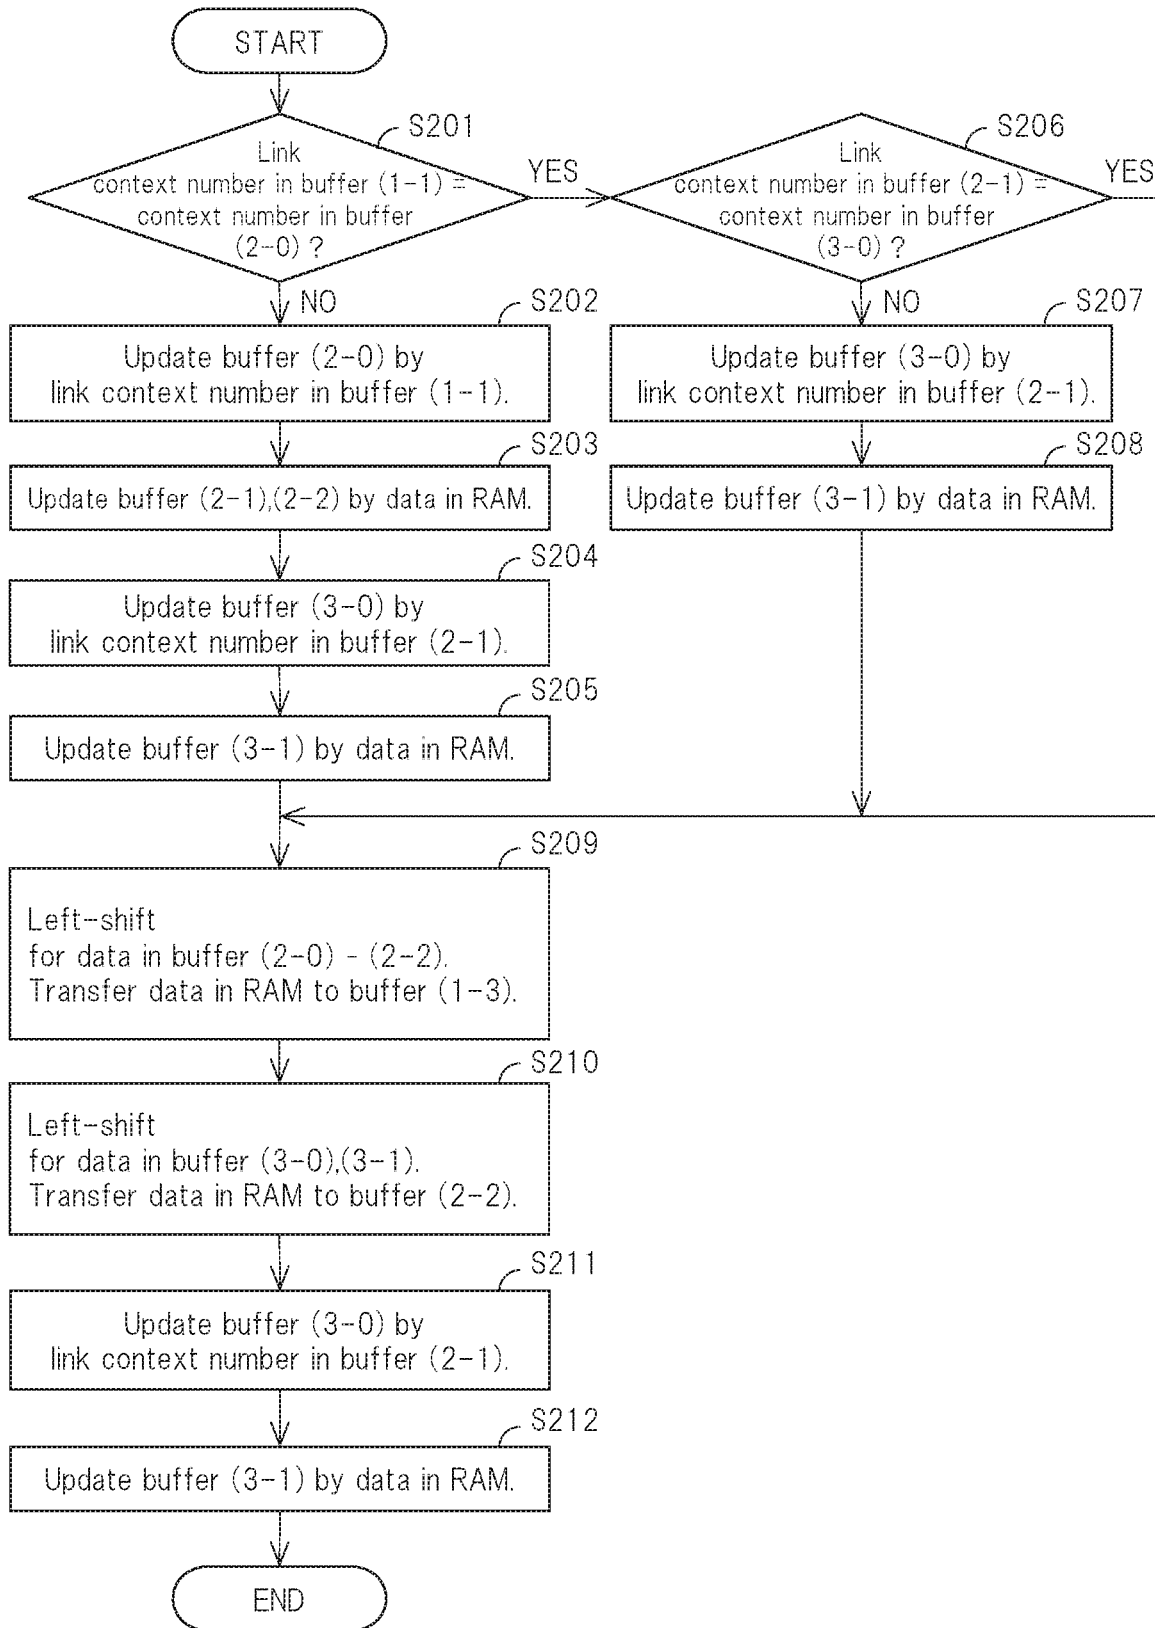 START
S201
Link
context number in buffer (1-1) =
context number in buffer
(2-0) ?
YES
NO
S206
Link
context number in buffer (2-1) =
context number in buffer
(3-0) ?
YES
NO
S202
Update buffer (2-0) by
link context number in buffer (1-1).
S207
Update buffer (3-0) by
link context number in buffer (2-1).
S203
Update buffer (2-1),(2-2) by data in RAM.
S208
Update buffer (3-1) by data in RAM.
S204
Update buffer (3-0) by
link context number in buffer (2-1).
S205
Update buffer (3-1) by data in RAM.
S209
Left-shift
for data in buffer (2-0) - (2-2).
Transfer data in RAM to buffer (1-3).
S210
Left-shift
for data in buffer (3-0),(3-1).
Transfer data in RAM to buffer (2-2).
S211
Update buffer (3-0) by
link context number in buffer (2-1).
S212
Update buffer (3-1) by data in RAM.
END